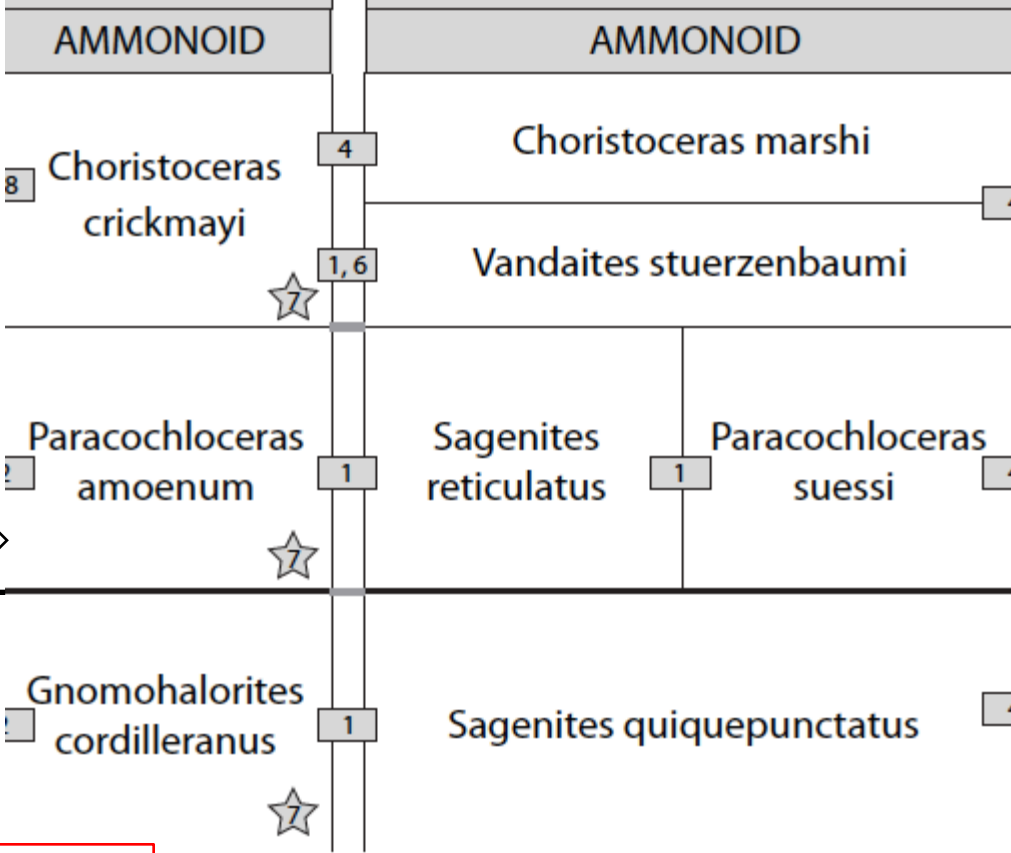 AMMONOID
AMMONOID
Choristoceras
crickmayi
8
7
4
1, 6
Choristoceras marshi
Vandaites stuerzenbaumi
Paracochloceras
amoenum
7
1
Sagenites
reticulatus
1
Paracochloceras
suessi
Gnomohalorites
cordilleranus
7
1
Sagenites quiquepunctatus